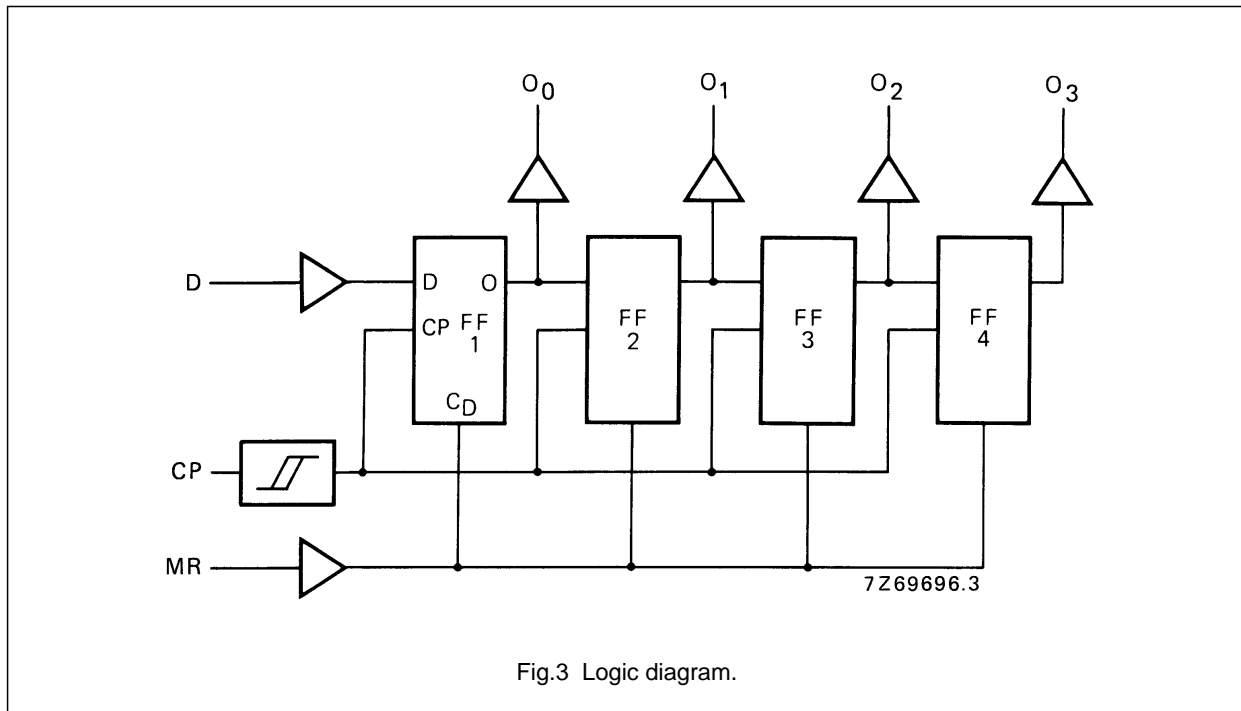 O0 O1 O2 O3
D D O
CP FF FF FF FF
1 2 3 4
CD
CP
MR
7Z69696.3
Fig.3 Logic diagram.